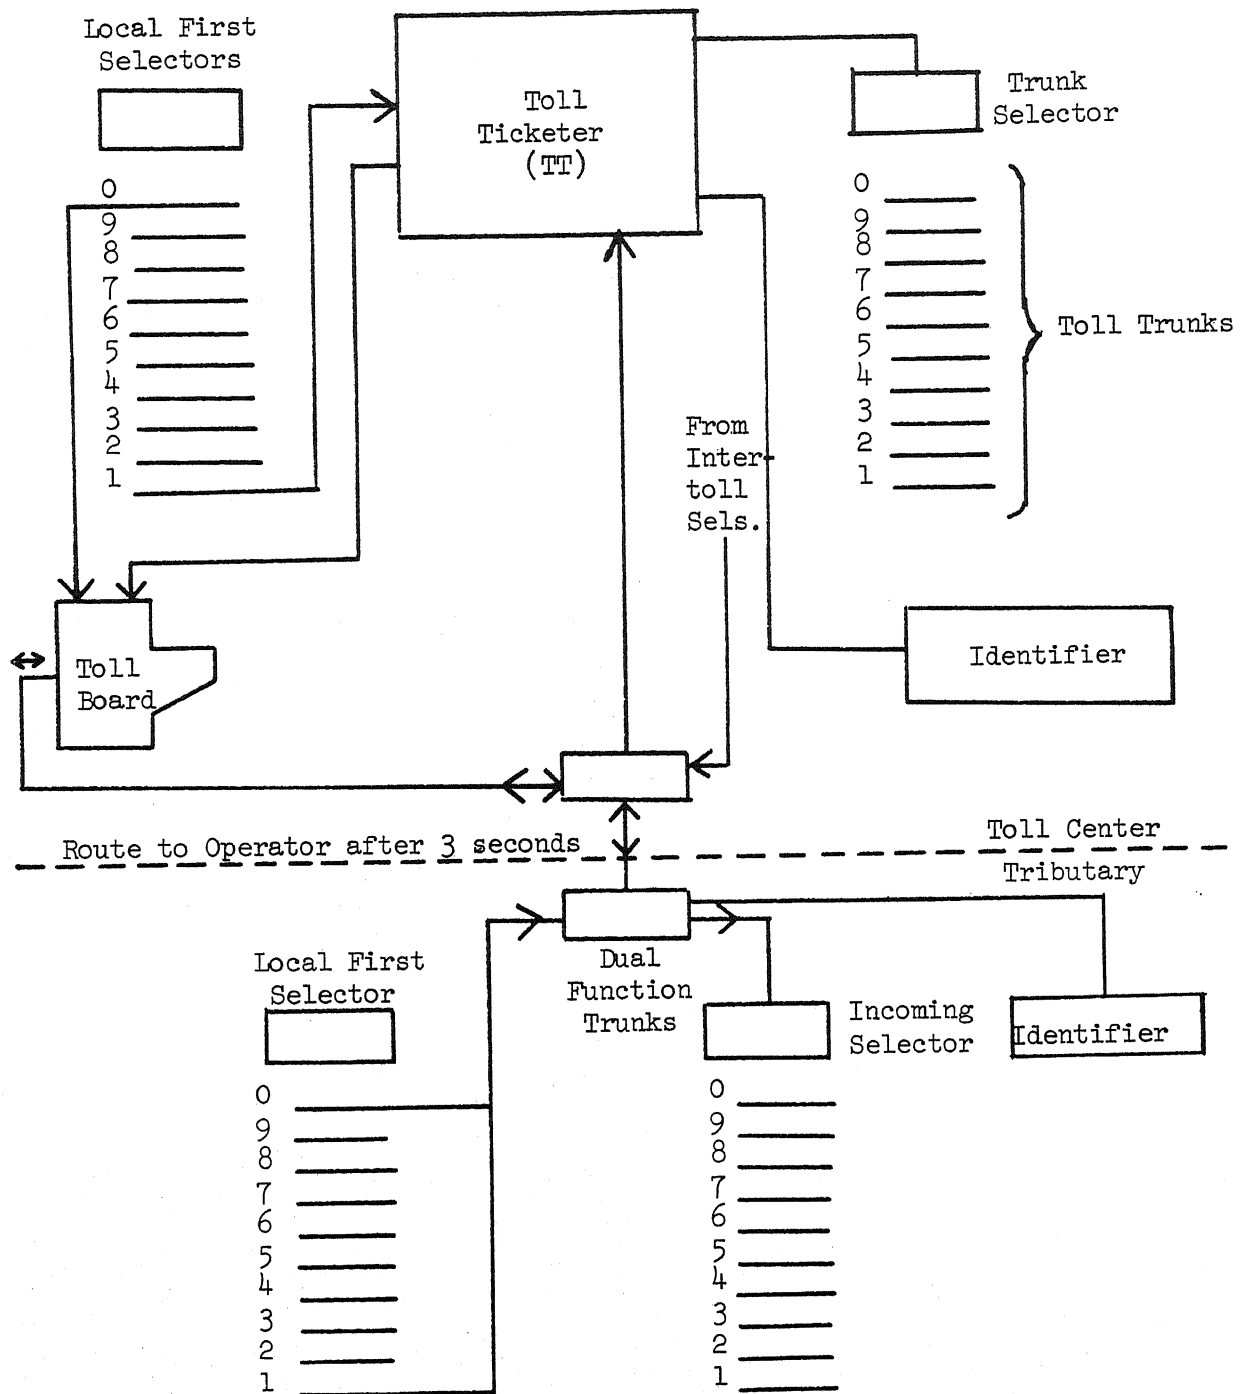 Local First
Selectors
0
9
8
7
6
5
4
3
2
1
Toll
Ticketer
(TT)
Trunk
Selector
0
9
8
7
6
5
4
3
2
1
Toll Trunks
From
Inter-
toll
Sels.
Toll
Board
Identifier
Route to Operator after 3 seconds
Toll Center
Tributary
Local First
Selector
0
9
8
7
6
5
4
3
2
1
Dual
Function
Trunks
Incoming
Selector
0
9
8
7
6
5
4
3
2
1
Identifier